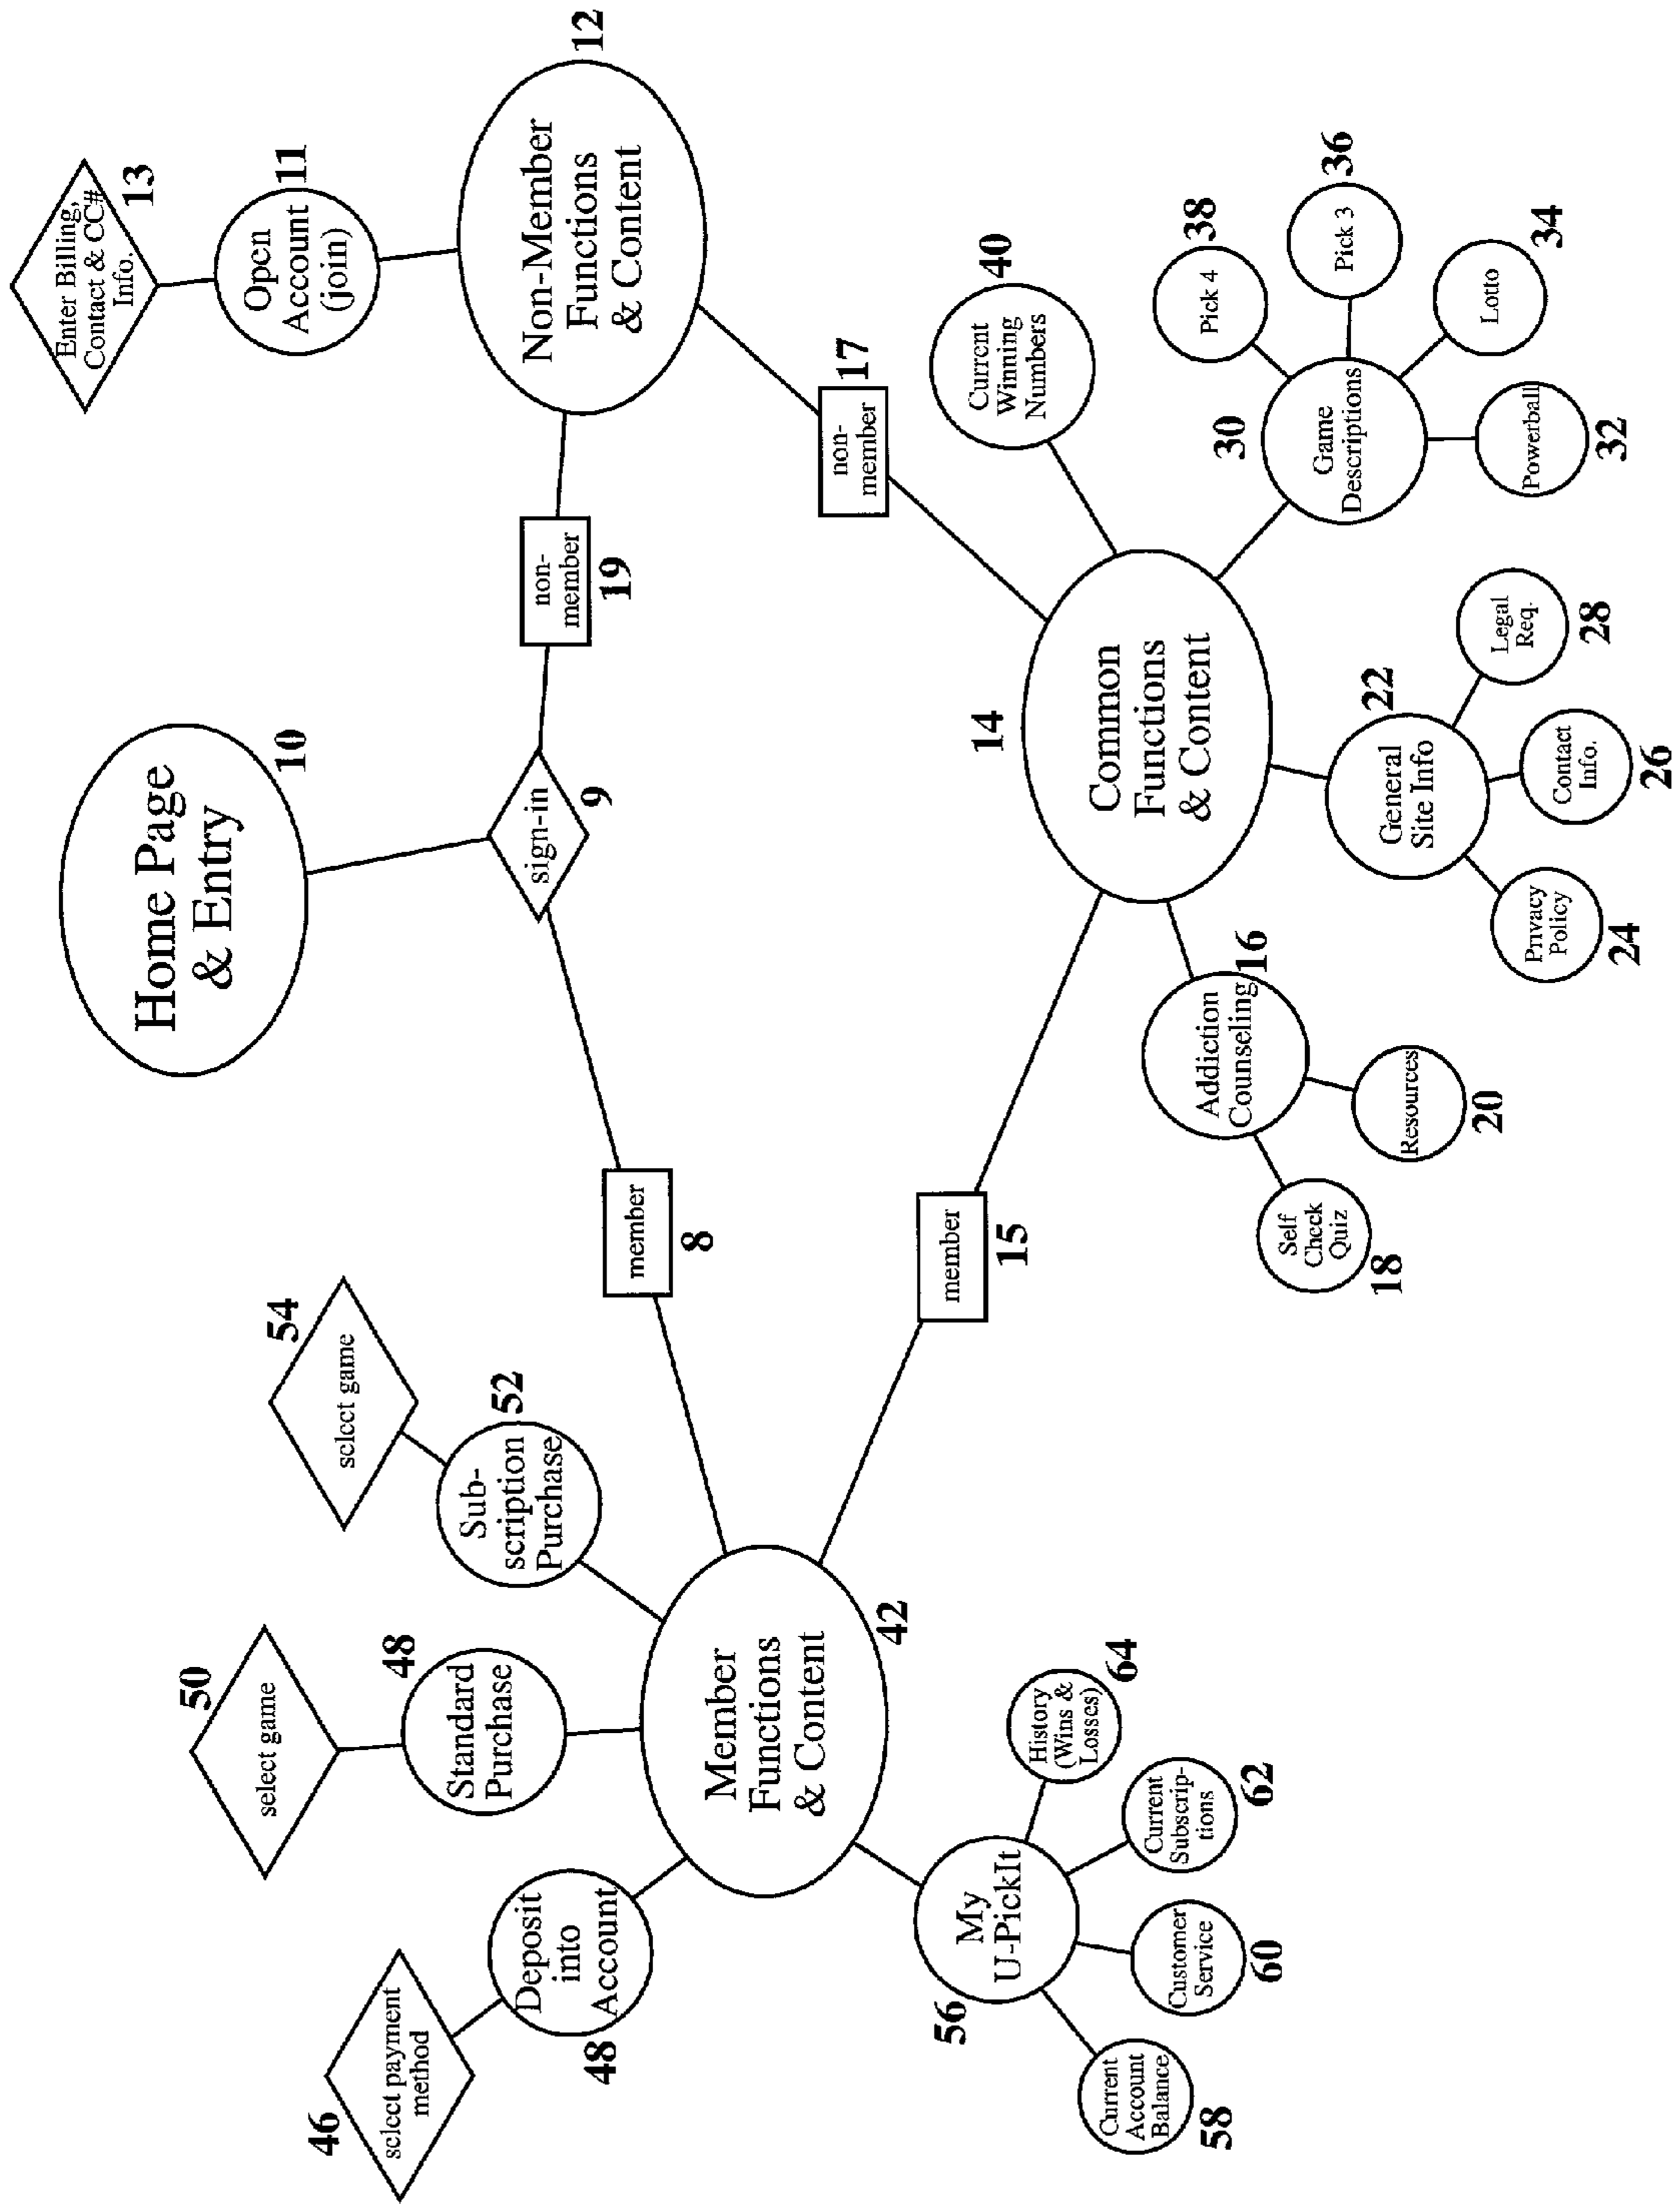 Home Page
& Entry
10
sign-in
9
member
8
non-
member
19
Enter Billing,
Contact & CC#
Info.
13
Open
Account
(join)
11
Non-Member
Functions
& Content
12
non-
member
17
select payment
method
46
Deposit
into
Account
48
select game
50
Standard
Purchase
48
select game
54
Sub-
scription
Purchase
52
Member
Functions
& Content
42
member
15
My
U-PickIt
56
Current
Account
Balance
58
Customer
Service
60
Current
Subscrip-
tions
62
History
(Wins &
Losses)
64
Common
Functions
& Content
14
Addiction
Counseling
16
Self
Check
Quiz
18
Resources
20
General
Site Info
22
Privacy
Policy
24
Contact
Info.
26
Legal
Req.
28
Game
Descriptions
30
Powerball
32
Lotto
34
Pick 3
36
Pick 4
38
Current
Winning
Numbers
40